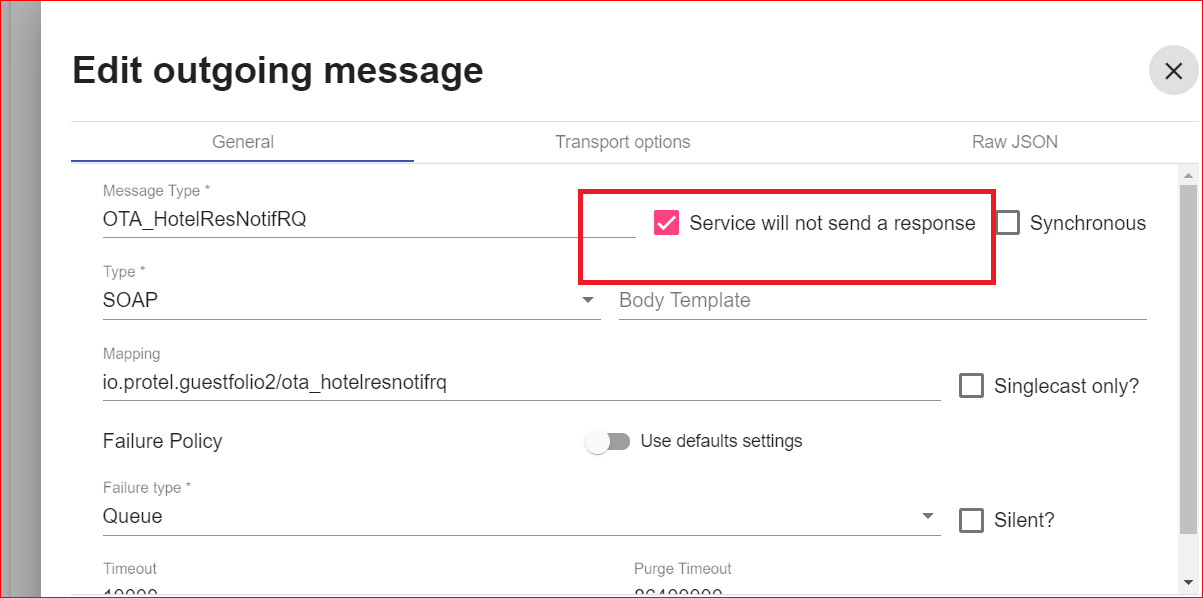 Edit outgoing message
General Transport options Raw JSON
Message Type *
OTA_HotelResNotifRQ Service will not send a response Synchronous
Type *
SOAP Body Template
Mapping
io.protel.guestfolio2/ota_hotelresnotifrq Singlecast only?
Failure Policy Use defaults settings
Failure type *
Queue Silent?
Timeout Purge Timeout